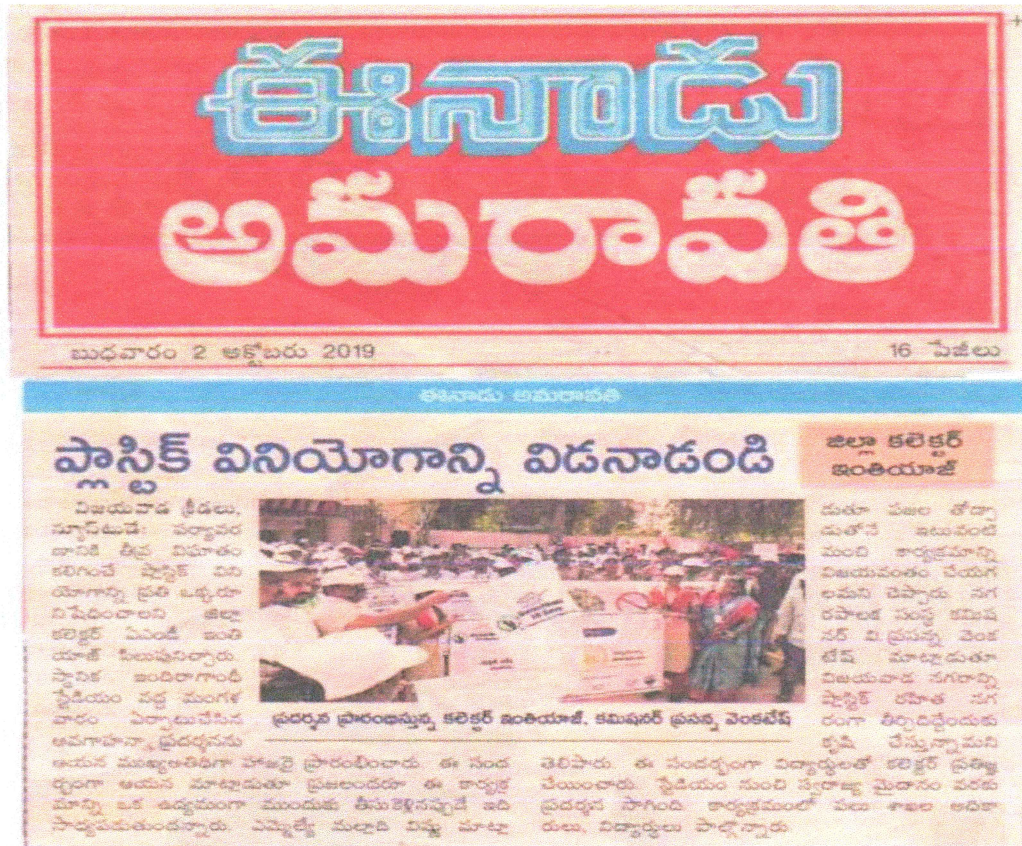 ఈనాడు
అమరావతి
బుధవారం 2 అక్టోబరు 2019
16 పేజీలు
ఈనాడు అమరావతి
ప్లాస్టిక్ వినియోగాన్ని విడనాడండి
జిల్లా కలెక్టర్
ఇంతియాజ్
విజయవాడ క్రీడలు,
న్యూస్‌టుడే: పర్యావర
ణానికి తీవ్ర విఘాతం
కలిగించే ప్లాస్టిక్ విని
యోగాన్ని ప్రతి ఒక్కరూ
నిషేధించాలని జిల్లా
కలెక్టర్ ఏఎండీ ఇంతి
యాజ్ పిలుపునిచ్చారు.
స్థానిక ఇందిరాగాంధీ
స్టేడియం వద్ద మంగళ
వారం ఏర్పాటుచేసిన
అవగాహన ప్రదర్శనను
ప్రదర్శన ప్రారంభిస్తున్న కలెక్టర్ ఇంతియాజ్, కమిషనర్ ప్రసన్న వెంకటేష్
ఆయన ముఖ్యఅతిథిగా హాజరై ప్రారంభించారు. ఈ సంద
ర్భంగా ఆయన మాట్లాడుతూ ప్రజలందరూ ఈ కార్యక్ర
మాన్ని ఒక ఉద్యమంగా ముందుకు తీసుకెళ్లినప్పుడే ఇది
సాధ్యమవుతుందన్నారు. ఎమ్మెల్యే మల్లాది విష్ణు మాట్లా
డుతూ ప్రజల తోడ్పా
టుతోనే ఇటువంటి
మంచి కార్యక్రమాన్ని
విజయవంతం చేయగ
లమని చెప్పారు. నగ
రపాలక సంస్థ కమిష
నర్ వి.ప్రసన్న వెంక
టేష్ మాట్లాడుతూ
విజయవాడ నగరాన్ని
ప్లాస్టిక్ రహిత నగ
రంగా తీర్చిదిద్దేందుకు
కృషి చేస్తున్నామని
తెలిపారు. ఈ సందర్భంగా విద్యార్థులతో కలెక్టర్ ప్రతిజ్ఞ
చేయించారు. స్టేడియం నుంచి స్వరాజ్య మైదానం వరకు
ప్రదర్శన సాగింది. కార్యక్రమంలో పలు శాఖల అధికా
రులు, విద్యార్థులు పాల్గొన్నారు.